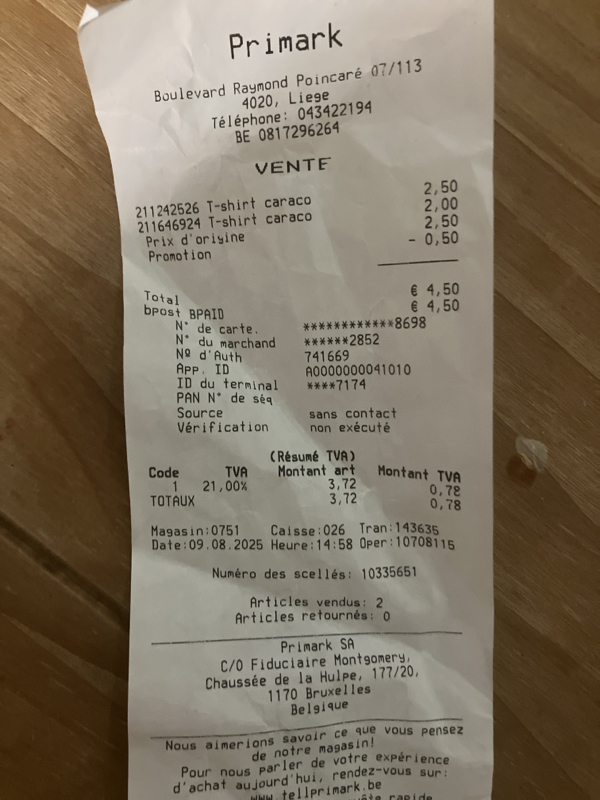 Primark
Boulevard Raymond Poincaré 07/113
4020, Liege
Téléphone: 043422194
BE 0817296264
VENTE
211242526 T-shirt caraco 2,50
211646924 T-shirt caraco 2,00
Prix d'origine 2,50
Promotion - 0,50
Total € 4,50
bpost BPAID € 4,50
N° de carte. ************8698
N° du marchand ******2852
Nº d'Auth 741669
App. ID A0000000041010
ID du terminal ****7174
PAN N° de séq
Source sans contact
Vérification non exécuté
(Résumé TVA)
Code TVA Montant art Montant TVA
1 21,00% 3,72 0,78
TOTAUX 3,72 0,78
Magasin:0751 Caisse:026 Tran:143635
Date:09.08.2025 Heure:14:58 Oper:10708115
Numéro des scellés: 10335651
Articles vendus: 2
Articles retournés: 0
Primark SA
C/O Fiduciaire Montgomery,
Chaussée de la Hulpe, 177/20,
1170 Bruxelles
Belgique
Nous aimerions savoir ce que vous pensez
de notre magasin!
Pour nous parler de votre expérience
d'achat aujourd'hui, rendez-vous sur:
www.tellprimark.be
rapide